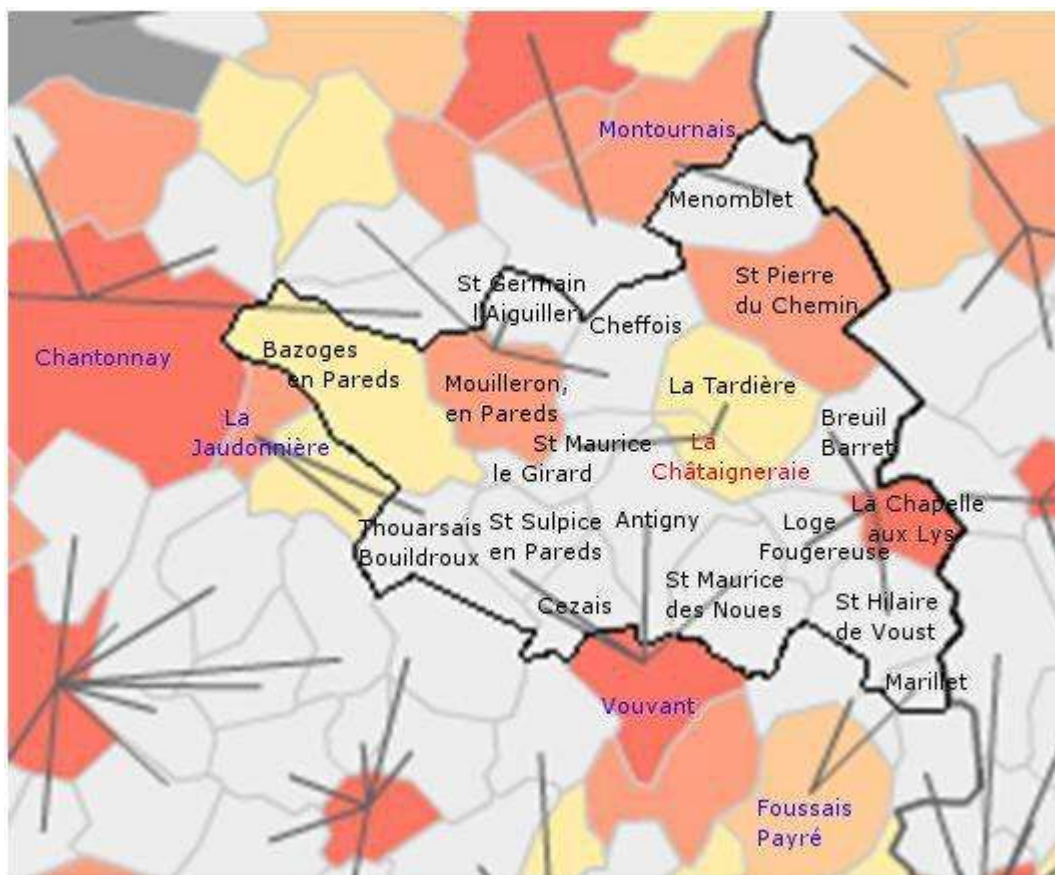 Montournais
Menomblet
St Germain
l'Aiguiller
St Pierre
du Chemin
Cheffois
Chantonnay
Bazoges
en Pareds
Mouilleron,
en Pareds
La Tardière
La
Jaudonnière
Breuil
Barret
St Maurice
le Girard
La
Châtaigneraie
La Chapelle
aux Lys
Thouarsais
Bouildroux
St Sulpice
en Pareds
Antigny
Loge
Fougereuse
St Maurice
des Noues
Cezais
St Hilaire
de Voust
Marillet
Vouvant
Foussais
Payré